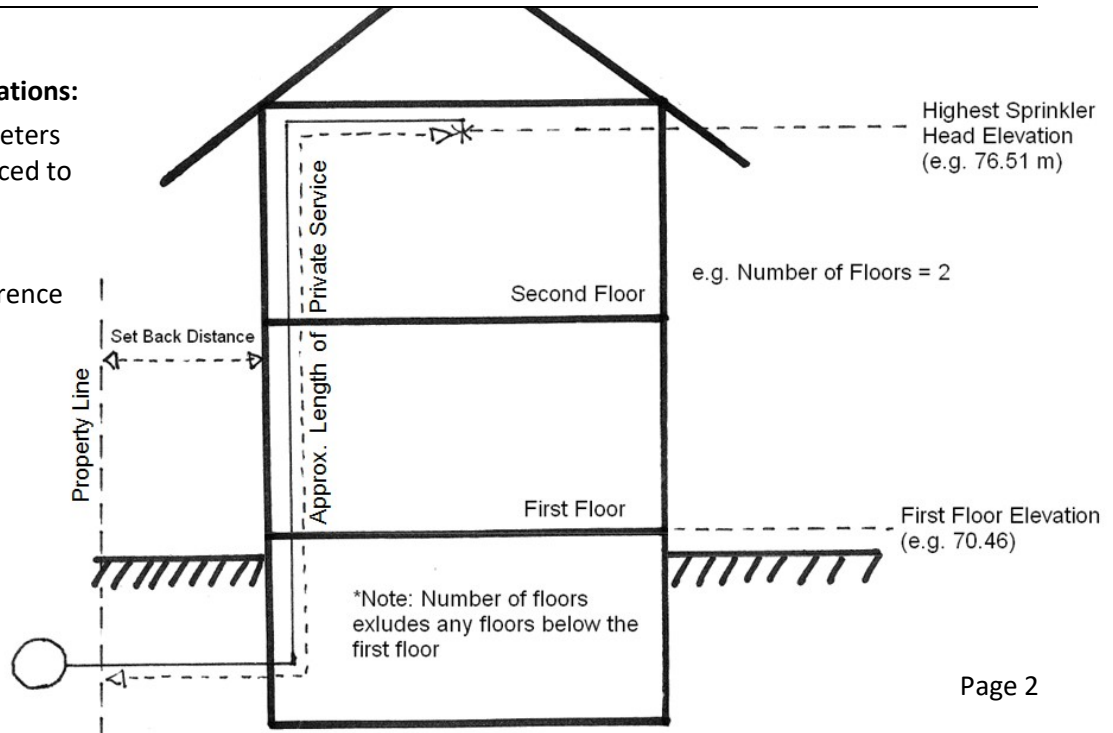 ations:
eters
ced to
rence
Highest Sprinkler
Head Elevation
(e.g. 76.51 m)
e.g. Number of Floors = 2
Second Floor
Set Back Distance
Property Line
Approx. Length of Private Service
First Floor
First Floor Elevation
(e.g. 70.46)
*Note: Number of floors
exludes any floors below the
first floor
Page 2